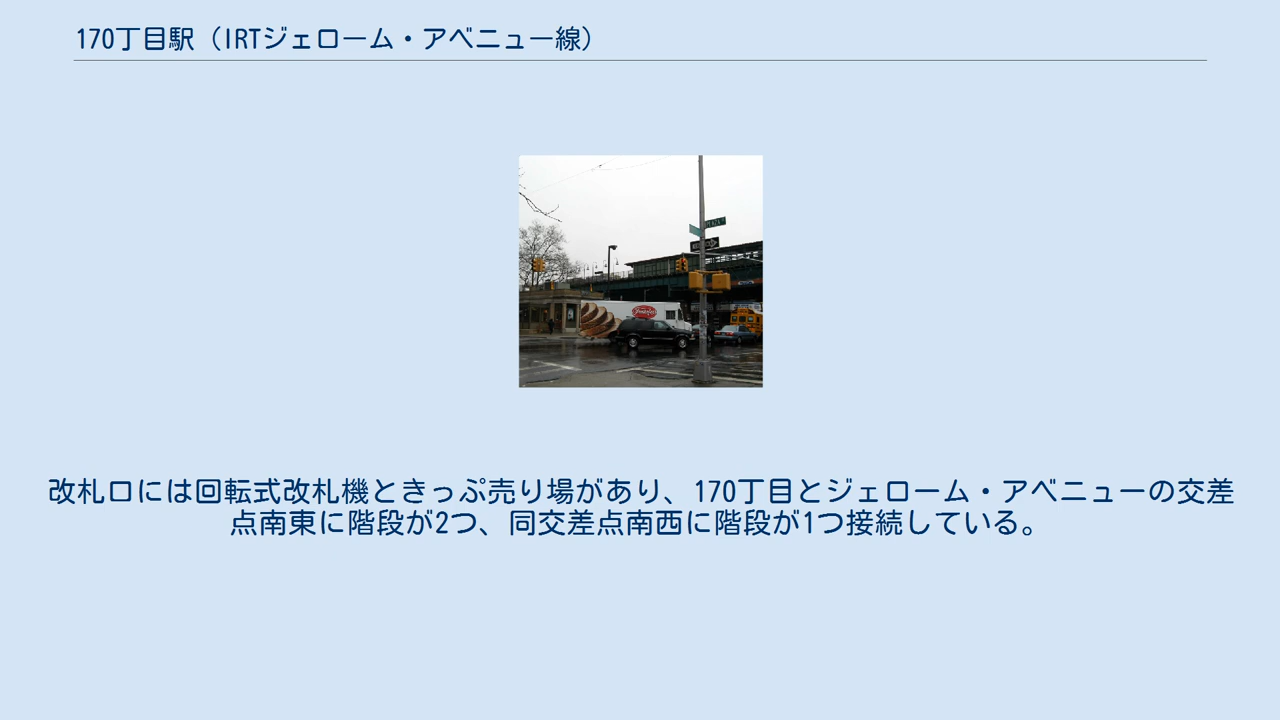 170丁目駅（IRTジェローム・アベニュー線）
改札口には回転式改札機ときっぷ売り場があり、170丁目とジェローム・アベニューの交差
点南東に階段が2つ、同交差点南西に階段が1つ接続している。